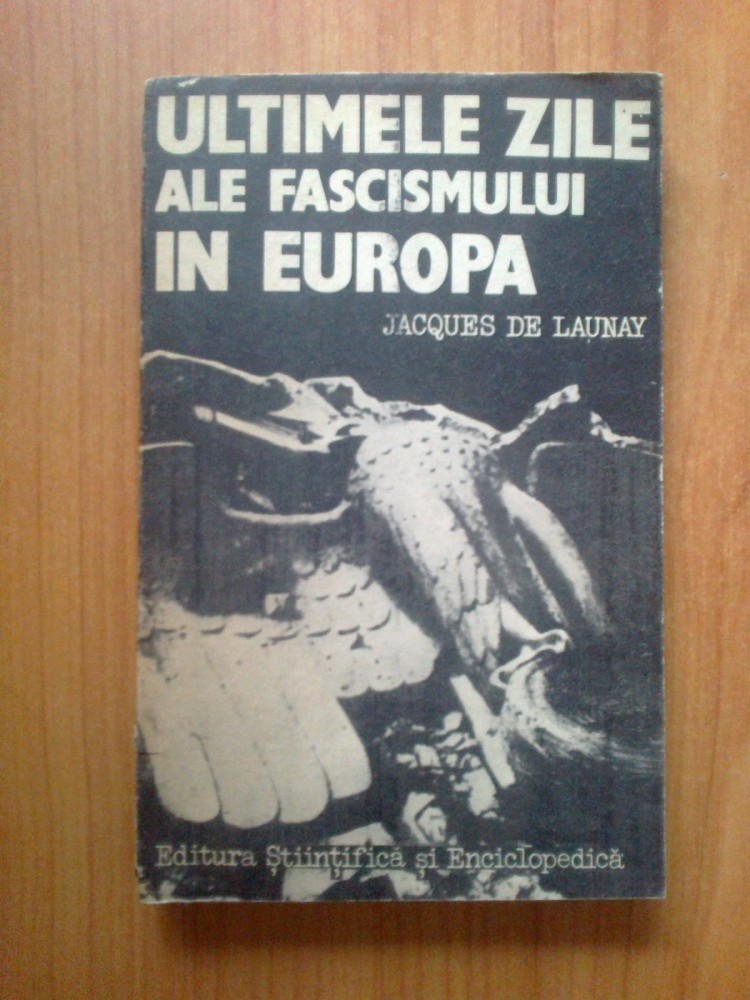 ULTIMELE ZILE
ALE FASCISMULUI
IN EUROPA
JACQUES DE LAUNAY
Editura Științifică și Enciclopedică